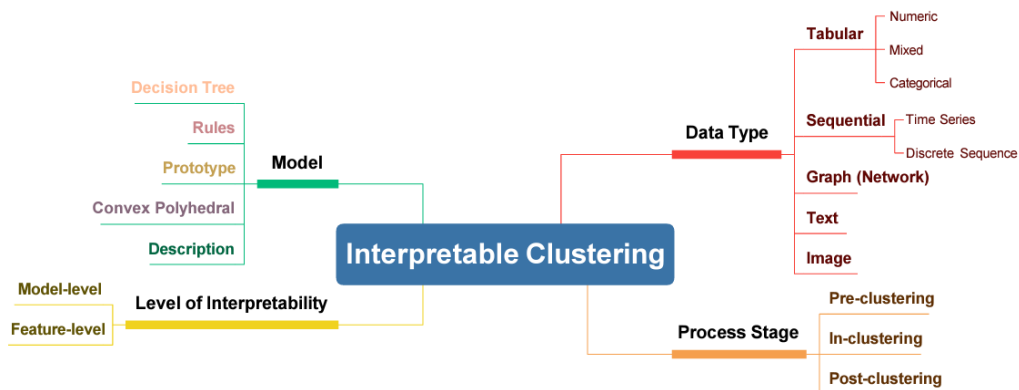 Interpretable Clustering
Model
Decision Tree
Rules
Prototype
Convex Polyhedral
Description
Level of Interpretability
Model-level
Feature-level
Data Type
Tabular
Numeric
Mixed
Categorical
Sequential
Time Series
Discrete Sequence
Graph (Network)
Text
Image
Process Stage
Pre-clustering
In-clustering
Post-clustering